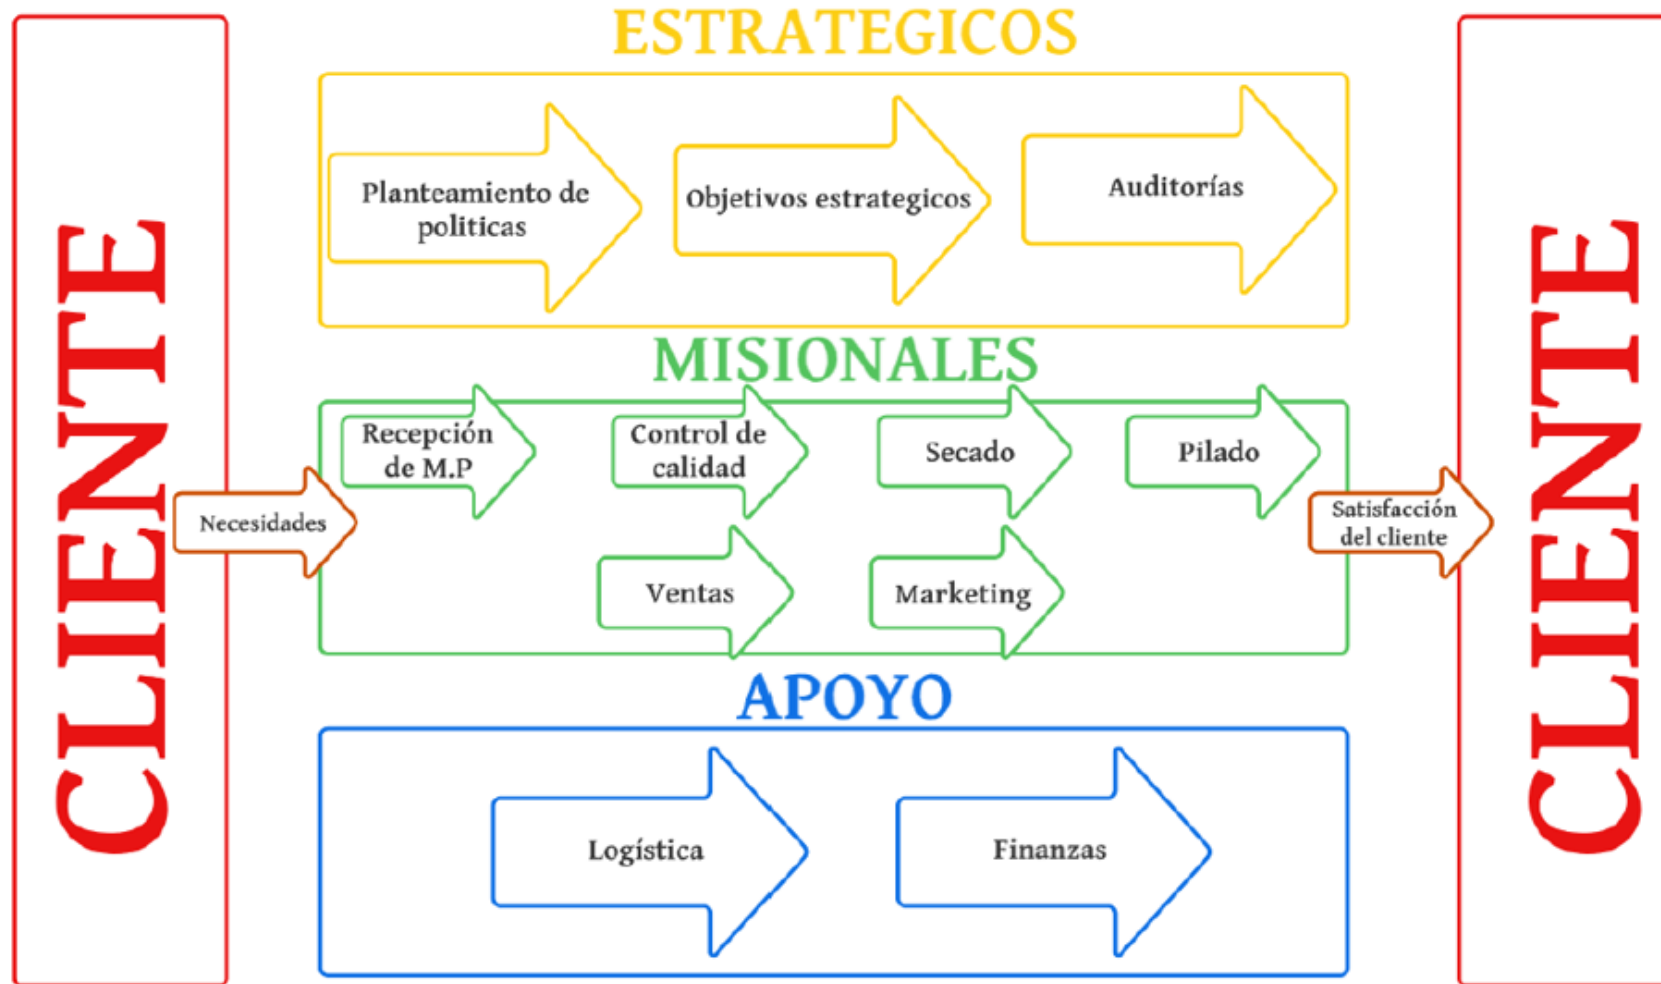 CLIENTE
ESTRATEGICOS
Planteamiento de
politicas
Objetivos estrategicos
Auditorías
MISIONALES
Recepción
de M.P
Control de
calidad
Secado
Pilado
Necesidades
Ventas
Marketing
Satisfacción
del cliente
APOYO
Logística
Finanzas
CLIENTE